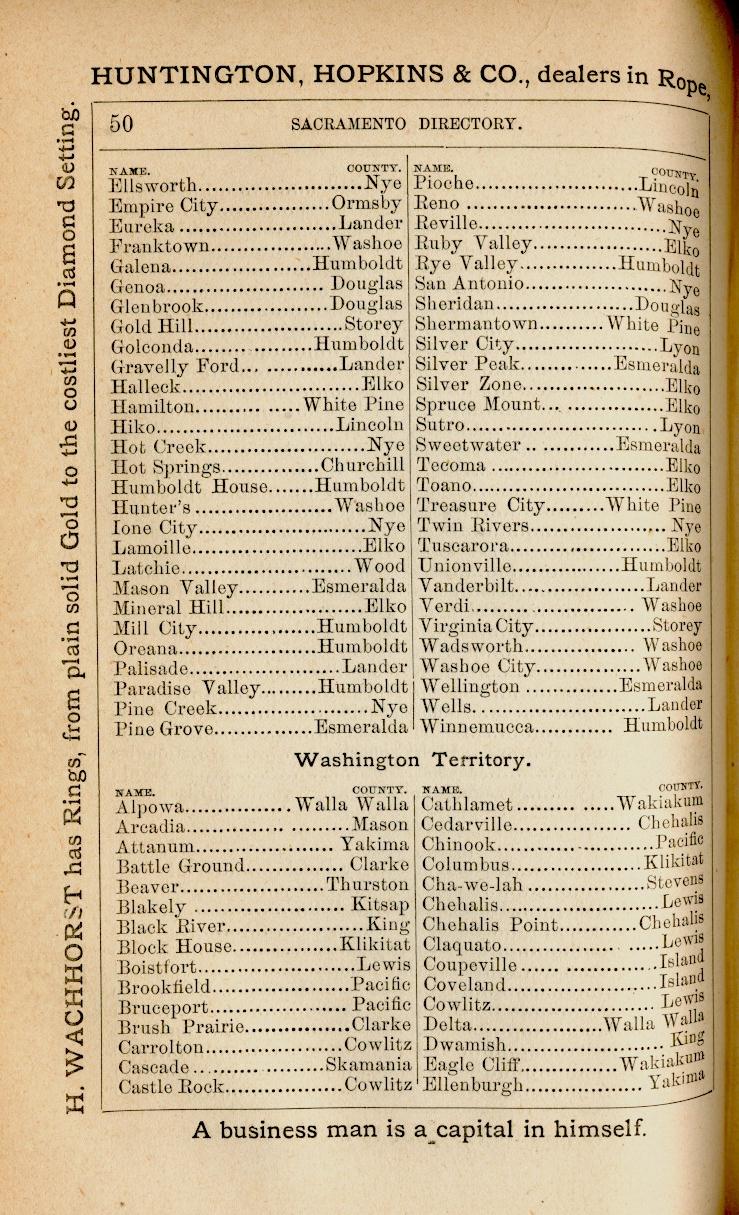 HUNTINGTON, HOPKINS & CO., dealers in Rope,
H. WACHHORST has Rings, from plain solid Gold to the costliest Diamond Setting.
50 SACRAMENTO DIRECTORY.
NAME. COUNTY.
Ellsworth........................Nye
Empire City................Ormsby
Eureka .......................Lander
Franktown..................Washoe
Galena....................Humboldt
Genoa....................... Douglas
Glenbrook..................Douglas
Gold Hill......................Storey
Golconda..................Humboldt
Gravelly Ford... ...........Lander
Halleck..........................Elko
Hamilton.......... .....White Pine
Hiko..........................Lincoln
Hot Creek.......................Nye
Hot Springs..............Churchill
Humboldt House.......Humboldt
Hunter's ....................Washoe
Ione City.........................Nye
Lamoille.........................Elko
Latchie.........................Wood
Mason Valley...........Esmeralda
Mineral Hill....................Elko
Mill City.................Humboldt
Oreana....................Humboldt
Palisade......................Lander
Paradise Valley........Humboldt
Pine Creek......................Nye
Pine Grove..............Esmeralda
NAME. COUNTY.
Pioche........................Lincoln
Reno .........................Washoe
Reville...........................Nye
Ruby Valley...................Elko
Rye Valley..............Humboldt
San Antonio.....................Nye
Sheridan....................Douglas
Shermantown.........White Pine
Silver City.....................Lyon
Silver Peak.............Esmeralda
Silver Zone.....................Elko
Spruce Mount... ..............Elko
Sutro............................Lyon
Sweetwater .. ...........Esmeralda
Tecoma .........................Elko
Toano............................Elko
Treasure City........White Pine
Twin Rivers.................... Nye
Tuscarora.......................Elko
Unionville................Humboldt
Vanderbilt...................Lander
Verdi........................ Washoe
Virginia City.................Storey
Wadsworth.................. Washoe
Washoe City...............Washoe
Wellington .............Esmeralda
Wells..........................Lander
Winnemucca............ Humboldt
Washington Territory.
NAME. COUNTY.
Alpowa...............Walla Walla
Arcadia.............. .........Mason
Attanum..................... Yakima
Battle Ground.............. Clarke
Beaver.....................Thurston
Blakely ...................... Kitsap
Black River....................King
Block House...............Klikitat
Boistfort.......................Lewis
Brookfield....................Pacific
Bruceport.................... Pacific
Brush Prairie...............Clarke
Carrolton....................Cowlitz
Cascade ...................Skamania
Castle Rock.................Cowlitz
NAME. COUNTY.
Cathlamet......... .....Wakiakum
Cedarville................. Chehalis
Chinook.......................Pacific
Columbus...................Klikitat
Cha-we-lah .................Stevens
Chehalis........................Lewis
Chehalis Point...........Chehalis
Claquato................. ......Lewis
Coupeville...... .............Island
Coveland......................Island
Cowlitz........................ Lewis
Delta....................Walla Walla
Dwamish....................... King
Eagle Cliff..............Wakiakum
Ellenburgh................. Yakima
A business man is a capital in himself.